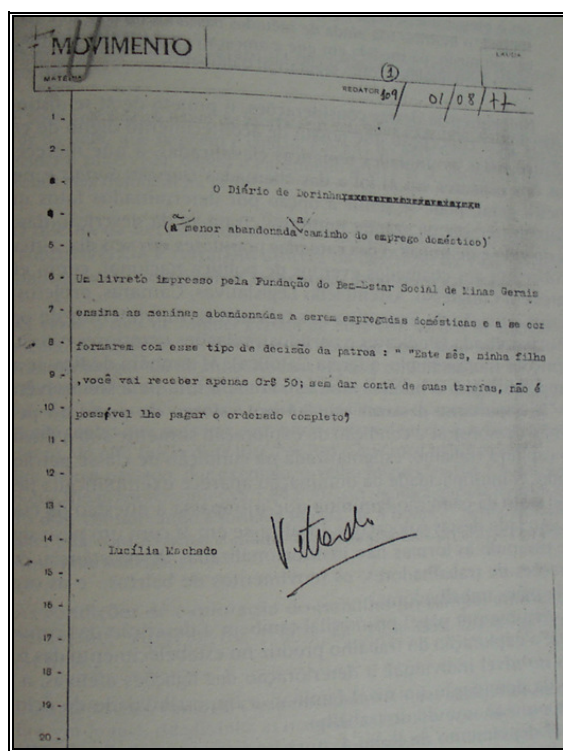 MOVIMENTO
LAUDA
MATÉRIA
1
REDATOR 109/ 01/08/77
1 -
2 -
O Diário de Dorinha
(a menor abandonada a caminho do emprego doméstico)
5 -
6 - Um livreto impresso pela Fundação do Bem-Estar Social de Minas Gerais
7 - ensina as meninas abandonadas a serem empregadas domésticas e a se con
8 - formarem com esse tipo de decisão da patroa : " "Este mês, minha filha
9 - ,você vai receber apenas Cr$ 50; sem dar conta de suas tarefas, não é
10 - possível lhe pagar o ordenado completo"
11 -
12 -
13 -
14 - Lucília Machado
Vetado
15 -
16 -
17 -
18 -
19 -
20 -